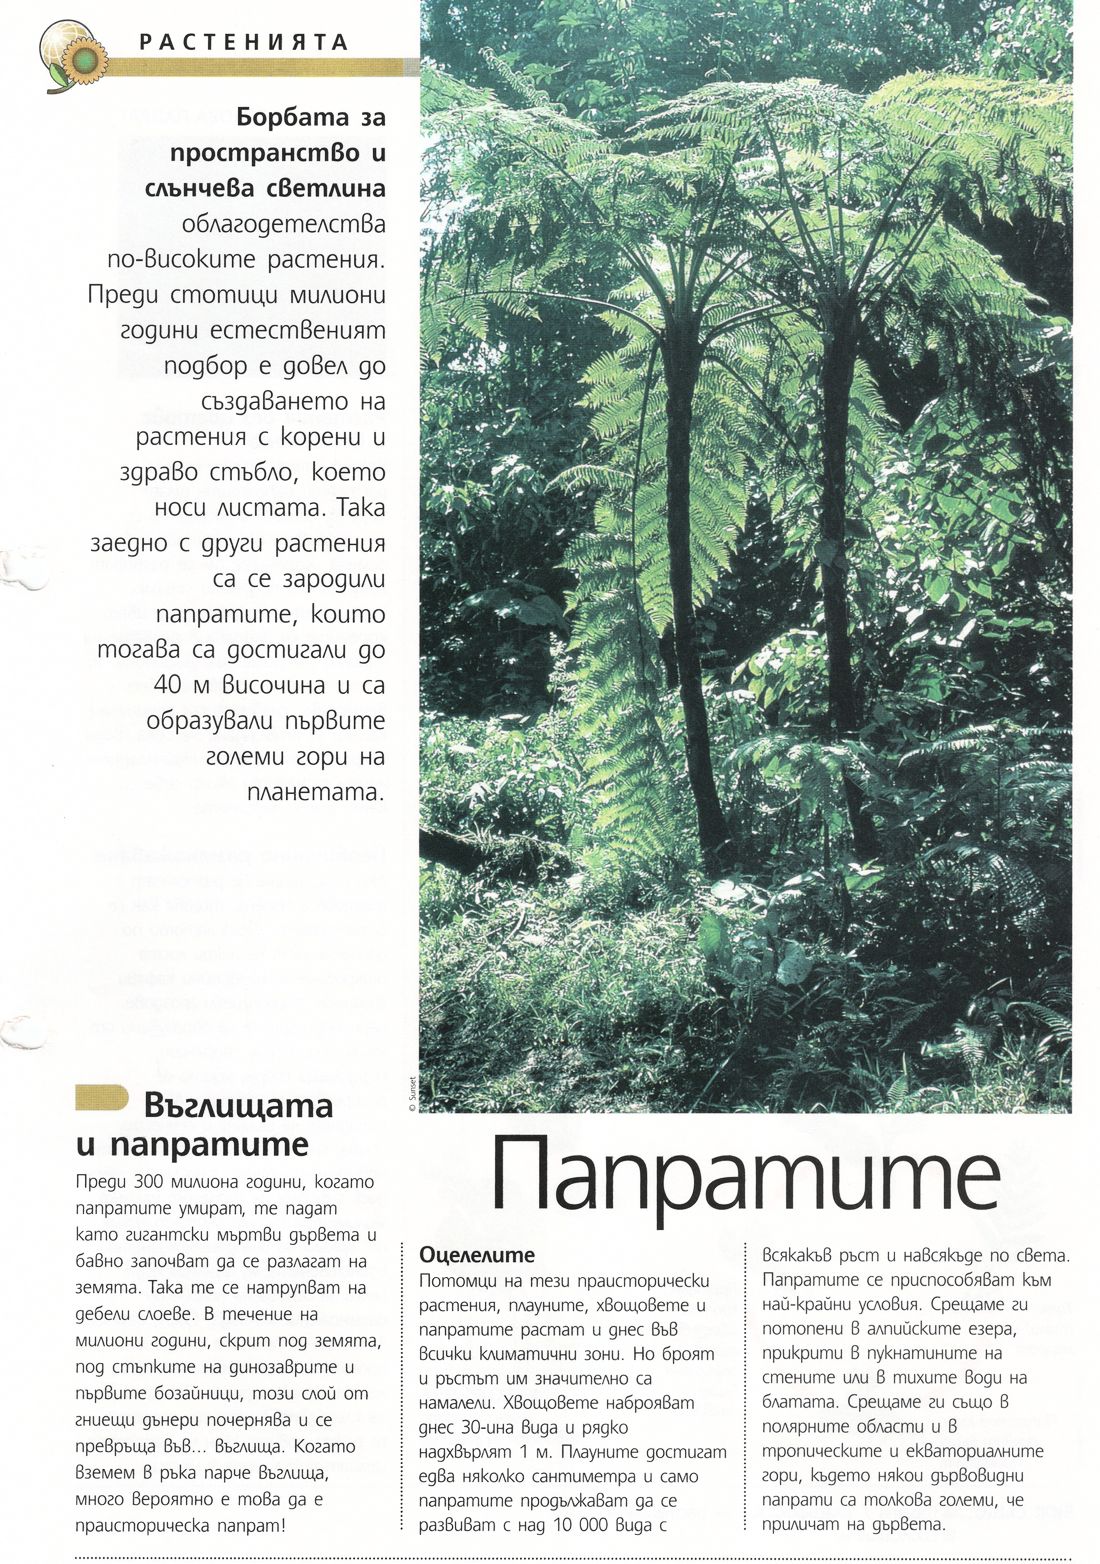 РАСТЕНИЯТА
Борбата за
пространство и
слънчева светлина
облагодетелства
по-високите растения.
Преди стотици милиони
години естественият
подбор е довел до
създаването на
растения с корени и
здраво стъбло, което
носи листата. Така
заедно с други растения
са се зародили
папратите, които
тогава са достигали до
40 м височина и са
образували първите
големи гори на
планетата.
© Sunset
Въглищата
и папратите
Преди 300 милиона години, когато
папратите умират, те падат
като гигантски мъртви дървета и
бавно започват да се разлагат на
земята. Така те се натрупват на
дебели слоеве. В течение на
милиони години, скрит под земята,
под стъпките на динозаврите и
първите бозайници, този слой от
гниещи дънери почернява и се
превръща във... въглища. Когато
вземем в ръка парче въглища,
много вероятно е това да е
праисторическа папрат!
Папратите
Оцелелите
Потомци на тези праисторически
растения, плауните, хвощовете и
папратите растат и днес във
всички климатични зони. Но броят
и ръстът им значително са
намалели. Хвощовете наброяват
днес 30-ина вида и рядко
надхвърлят 1 м. Плауните достигат
едва няколко сантиметра и само
папратите продължават да се
развиват с над 10 000 вида с
всякакъв ръст и навсякъде по света.
Папратите се приспособяват към
най-крайни условия. Срещаме ги
потопени в алпийските езера,
прикрити в пукнатините на
стените или в тихите води на
блатата. Срещаме ги също в
полярните области и в
тропическите и екваториалните
гори, където някои дървовидни
папрати са толкова големи, че
приличат на дървета.